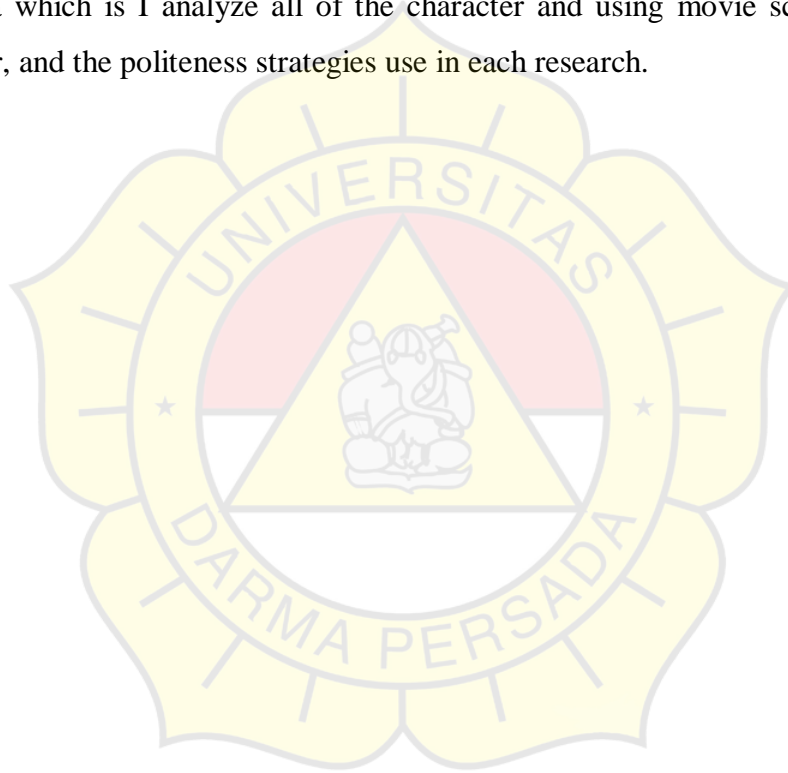 which is I analyze all of the character and using movie
, and the politeness strategies use in each research.
UNIVERSITAS
DARMA PERSADA